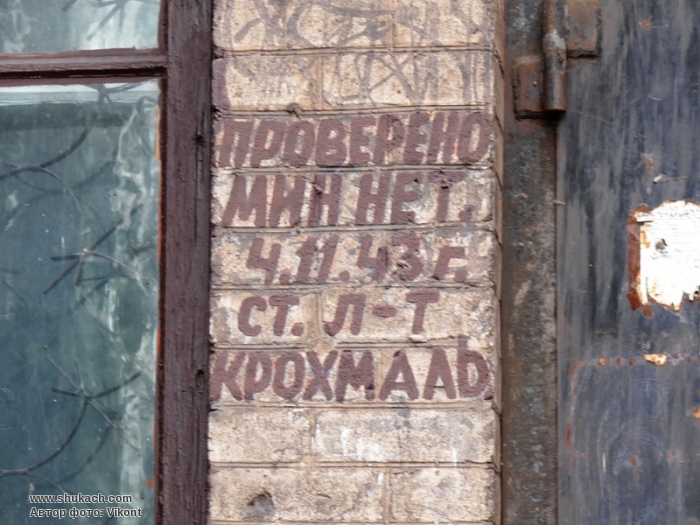 ПРОВЕРЕНО
МИН НЕТ.
4.11.43 г.
СТ. Л-Т
КРОХМАЛЬ
www.shukach.com
Автор фото: Vikont